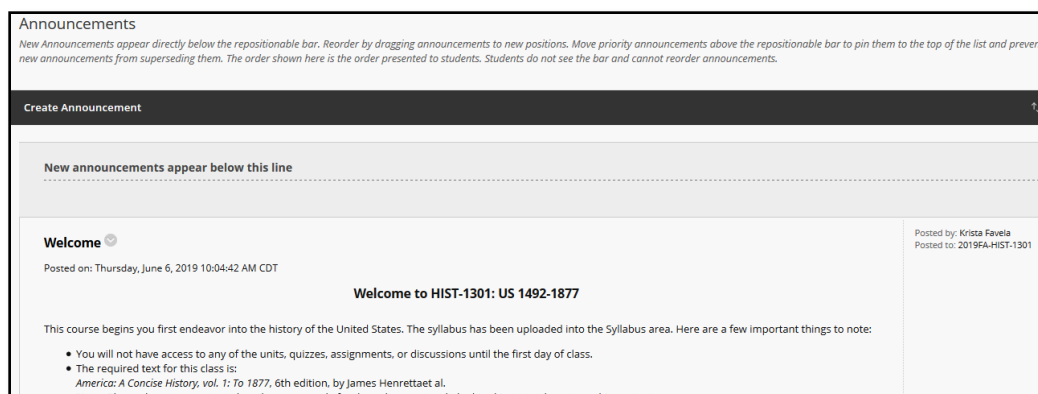 Announcements
New Announcements appear directly below the repositionable bar. Reorder by dragging announcements to new positions. Move priority announcements above the repositionable bar to pin them to the top of the list and preven
new announcements from superseding them. The order shown here is the order presented to students. Students do not see the bar and cannot reorder announcements.
Create Announcement
New announcements appear below this line
Welcome
Posted by: Krista Favela
Posted to: 2019FA-HIST-1301
Posted on: Thursday, June 6, 2019 10:04:42 AM CDT
Welcome to HIST-1301: US 1492-1877
This course begins you first endeavor into the history of the United States. The syllabus has been uploaded into the Syllabus area. Here are a few important things to note:
• You will not have access to any of the units, quizzes, assignments, or discussions until the first day of class.
• The required text for this class is:
America: A Concise History, vol. 1: To 1877, 6th edition, by James Henrettaet al.